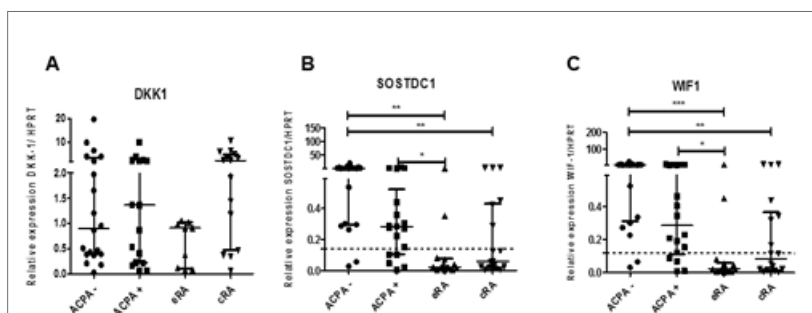 A
DKK1
Relative expression DKK-1/ HPRT
20
15
10
5
2.0
1.5
1.0
0.5
0.0
ACPA -
ACPA +
eRA
cRA
B
SOSTDC1
Relative expression SOSTDC1/HPRT
150
100
50
0.4
0.2
0.0
**
**
*
ACPA -
ACPA +
eRA
cRA
C
WIF1
Relative expression WIF-1/HPRT
200
100
0.4
0.2
0.0
***
**
*
ACPA -
ACPA +
eRA
cRA